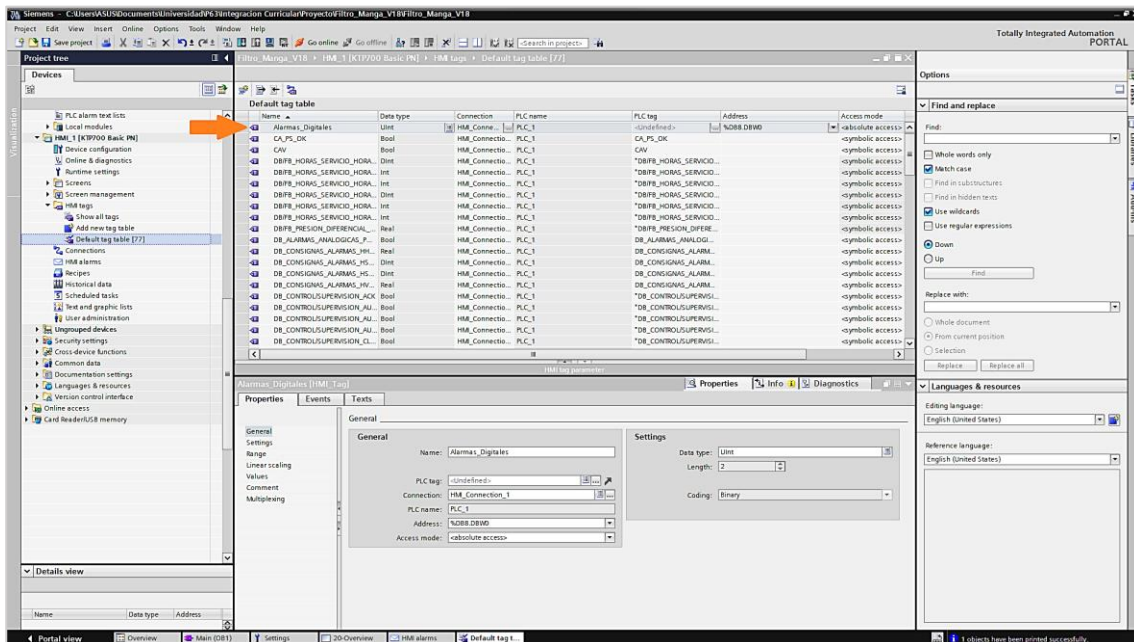 Siemens - C:\Users\ASUS\Documents\Universidad\P63\Integracion Curricular\Proyecto\Filtro_Manga_V18\Filtro_Manga_V18
Project Edit View Insert Online Options Tools Window Help
Totally Integrated Automation
PORTAL
Save project Go online Go offline <Search in project>
Project tree
Filtro_Manga_V18 HMI_1 [KTP700 Basic PN] HMI tags Default tag table [77]
Devices
Options
PLC alarm text lists
Local modules
HMI_1 [KTP700 Basic PN]
Device configuration
Online & diagnostics
Runtime settings
Screens
Screen management
HMI tags
Show all tags
Add new tag table
Default tag table [77]
Connections
HMI alarms
Recipes
Historical data
Scheduled tasks
Text and graphic lists
User administration
Ungrouped devices
Security settings
Cross-device functions
Common data
Documentation settings
Languages & resources
Version control interface
Online access
Card Reader/USB memory
Details view
Name Data type Address
Default tag table
Name Data type Connection PLC name PLC tag Address Access mode
Alarmas_Digitales UInt HMI_Conne... PLC_1 <Undefined> %DB8.DBW0 <absolute access>
CA_PS_OK Bool HMI_Connectio... PLC_1 CA_PS_OK <symbolic access>
CAV Bool HMI_Connectio... PLC_1 CAV <symbolic access>
DB/FB_HORAS_SERVICIO_HORA... DInt HMI_Connectio... PLC_1 "DB/FB_HORAS_SERVICIO... <symbolic access>
DB/FB_HORAS_SERVICIO_HORA... Int HMI_Connectio... PLC_1 "DB/FB_HORAS_SERVICIO... <symbolic access>
DB/FB_HORAS_SERVICIO_HORA... Int HMI_Connectio... PLC_1 "DB/FB_HORAS_SERVICIO... <symbolic access>
DB/FB_HORAS_SERVICIO_HORA... DInt HMI_Connectio... PLC_1 "DB/FB_HORAS_SERVICIO... <symbolic access>
DB/FB_HORAS_SERVICIO_HORA... Int HMI_Connectio... PLC_1 "DB/FB_HORAS_SERVICIO... <symbolic access>
DB/FB_PRESION_DIFERENCIAL_... Real HMI_Connectio... PLC_1 "DB/FB_PRESION_DIFERE... <symbolic access>
DB_ALARMAS_ANALOGICAS_P... Bool HMI_Connectio... PLC_1 DB_ALARMAS_ANALOGI... <symbolic access>
DB_CONSIGNAS_ALARMAS_HH... Real HMI_Connectio... PLC_1 DB_CONSIGNAS_ALARM... <symbolic access>
DB_CONSIGNAS_ALARMAS_HS... DInt HMI_Connectio... PLC_1 DB_CONSIGNAS_ALARM... <symbolic access>
DB_CONSIGNAS_ALARMAS_HS... DInt HMI_Connectio... PLC_1 DB_CONSIGNAS_ALARM... <symbolic access>
DB_CONSIGNAS_ALARMAS_HV... Real HMI_Connectio... PLC_1 DB_CONSIGNAS_ALARM... <symbolic access>
DB_CONTROL/SUPERVISION_ACK Bool HMI_Connectio... PLC_1 "DB_CONTROL/SUPERVISI... <symbolic access>
DB_CONTROL/SUPERVISION_AU... Bool HMI_Connectio... PLC_1 "DB_CONTROL/SUPERVISI... <symbolic access>
DB_CONTROL/SUPERVISION_AU... Bool HMI_Connectio... PLC_1 "DB_CONTROL/SUPERVISI... <symbolic access>
DB_CONTROL/SUPERVISION_CL... Bool HMI_Connectio... PLC_1 "DB_CONTROL/SUPERVISI... <symbolic access>
HMI tag parameter
Alarmas_Digitales [HMI_Tag]
Properties Info Diagnostics
Properties Events Texts
General
Settings
Range
Linear scaling
Values
Comment
Multiplexing
General
General
Name: Alarmas_Digitales
PLC tag: <Undefined>
Connection: HMI_Connection_1
PLC name: PLC_1
Address: %DB8.DBW0
Access mode: <absolute access>
Settings
Data type: UInt
Length: 2
Coding: Binary
Find and replace
Find:
Whole words only
Match case
Find in substructures
Find in hidden texts
Use wildcards
Use regular expressions
Down
Up
Find
Replace with:
Whole document
From current position
Selection
Replace Replace all
Languages & resources
Editing language:
English (United States)
Reference language:
English (United States)
Portal view Overview Main (OB1) Settings 20-Overview HMI alarms Default tag t... 1 objects have been printed successfully.